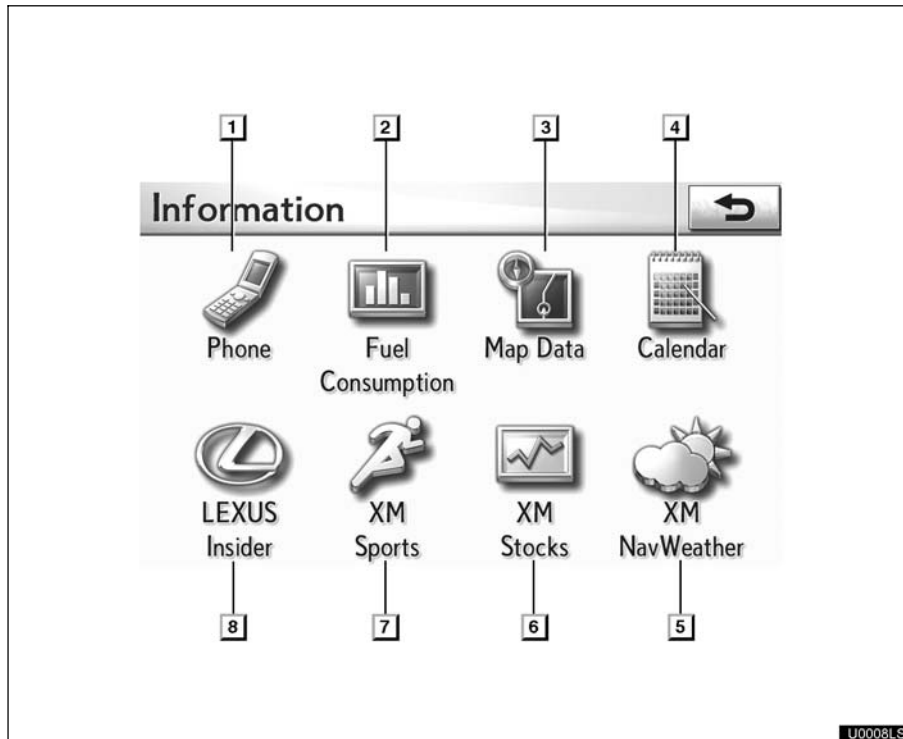 1 2 3 4
Information
Phone Fuel Consumption Map Data Calendar
LEXUS Insider XM Sports XM Stocks XM NavWeather
8 7 6 5
U0008LS